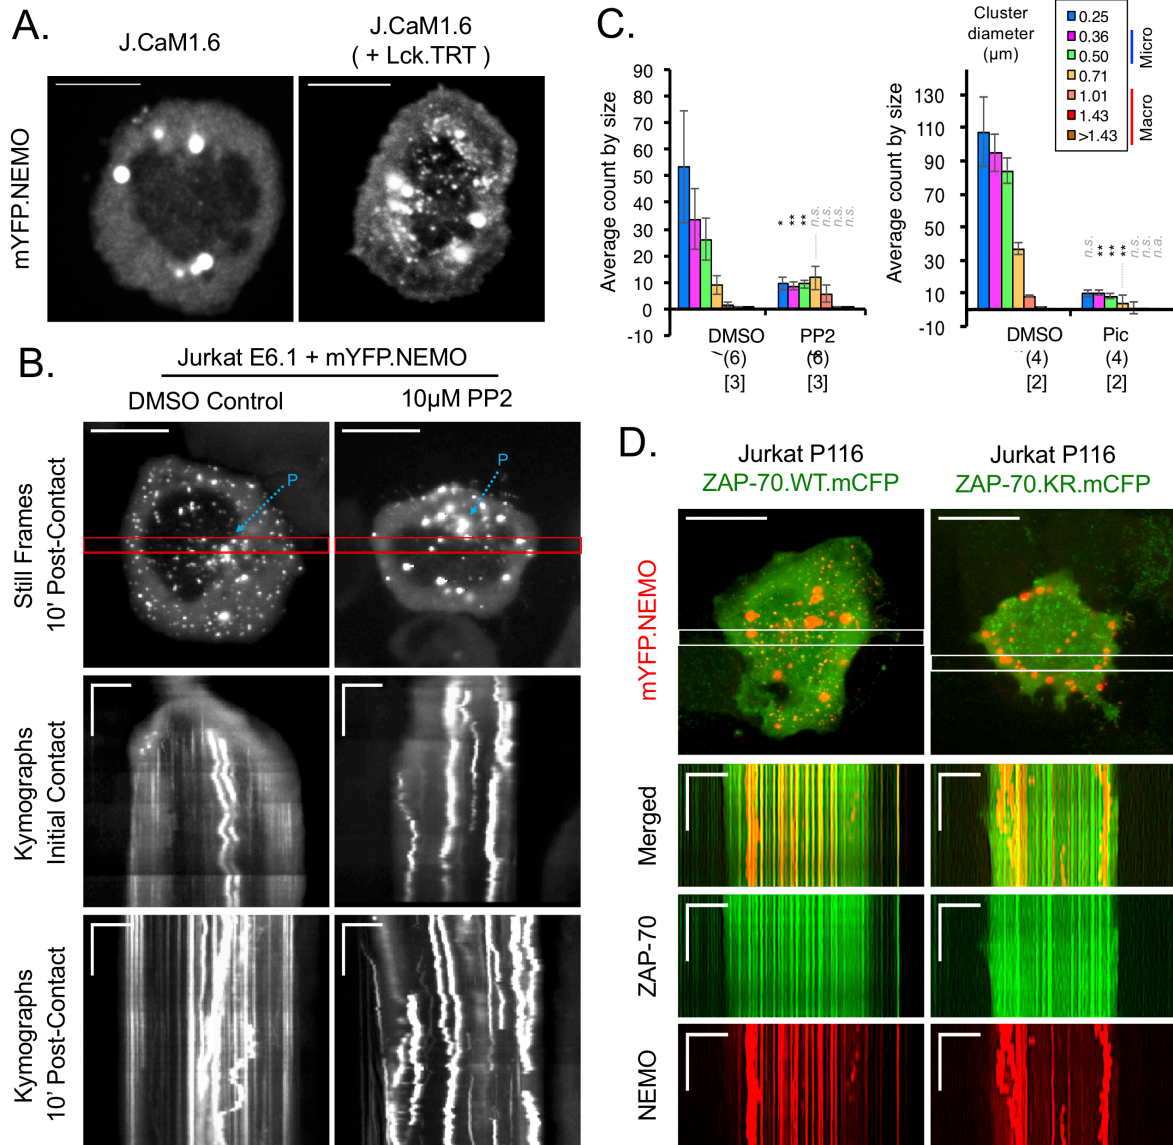 A.
J.CaM1.6
J.CaM1.6
( + Lck.TRT )
mYFP.NEMO
B.
Jurkat E6.1 + mYFP.NEMO
DMSO Control
10µM PP2
P
P
Still Frames
10' Post-Contact
Kymographs
Initial Contact
Kymographs
10' Post-Contact
C.
Cluster
diameter
(µm)
0.25
0.36
0.50
0.71
1.01
1.43
>1.43
Micro
Macro
Average count by size
90
80
70
60
50
40
30
20
10
0
-10
*
**
**
n.s.
n.s.
n.s.
n.s.
DMSO
(6)
[3]
PP2
(6)
[3]
Average count by size
130
110
90
70
50
30
10
-10
n.s.
**
**
**
n.s.
n.s.
n.a.
DMSO
(4)
[2]
Pic
(4)
[2]
D.
Jurkat P116
ZAP-70.WT.mCFP
Jurkat P116
ZAP-70.KR.mCFP
mYFP.NEMO
Merged
ZAP-70
NEMO